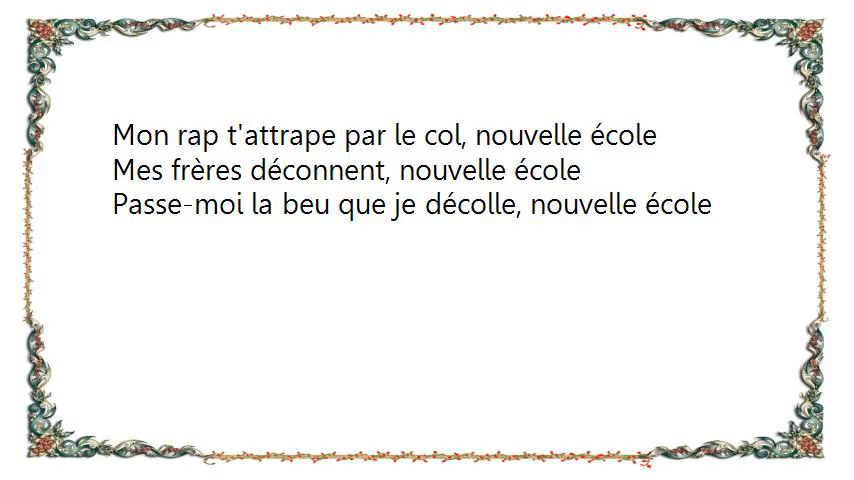 Mon rap t'attrape par le col, nouvelle école
Mes frères déconnent, nouvelle école
Passe-moi la beu que je décolle, nouvelle école